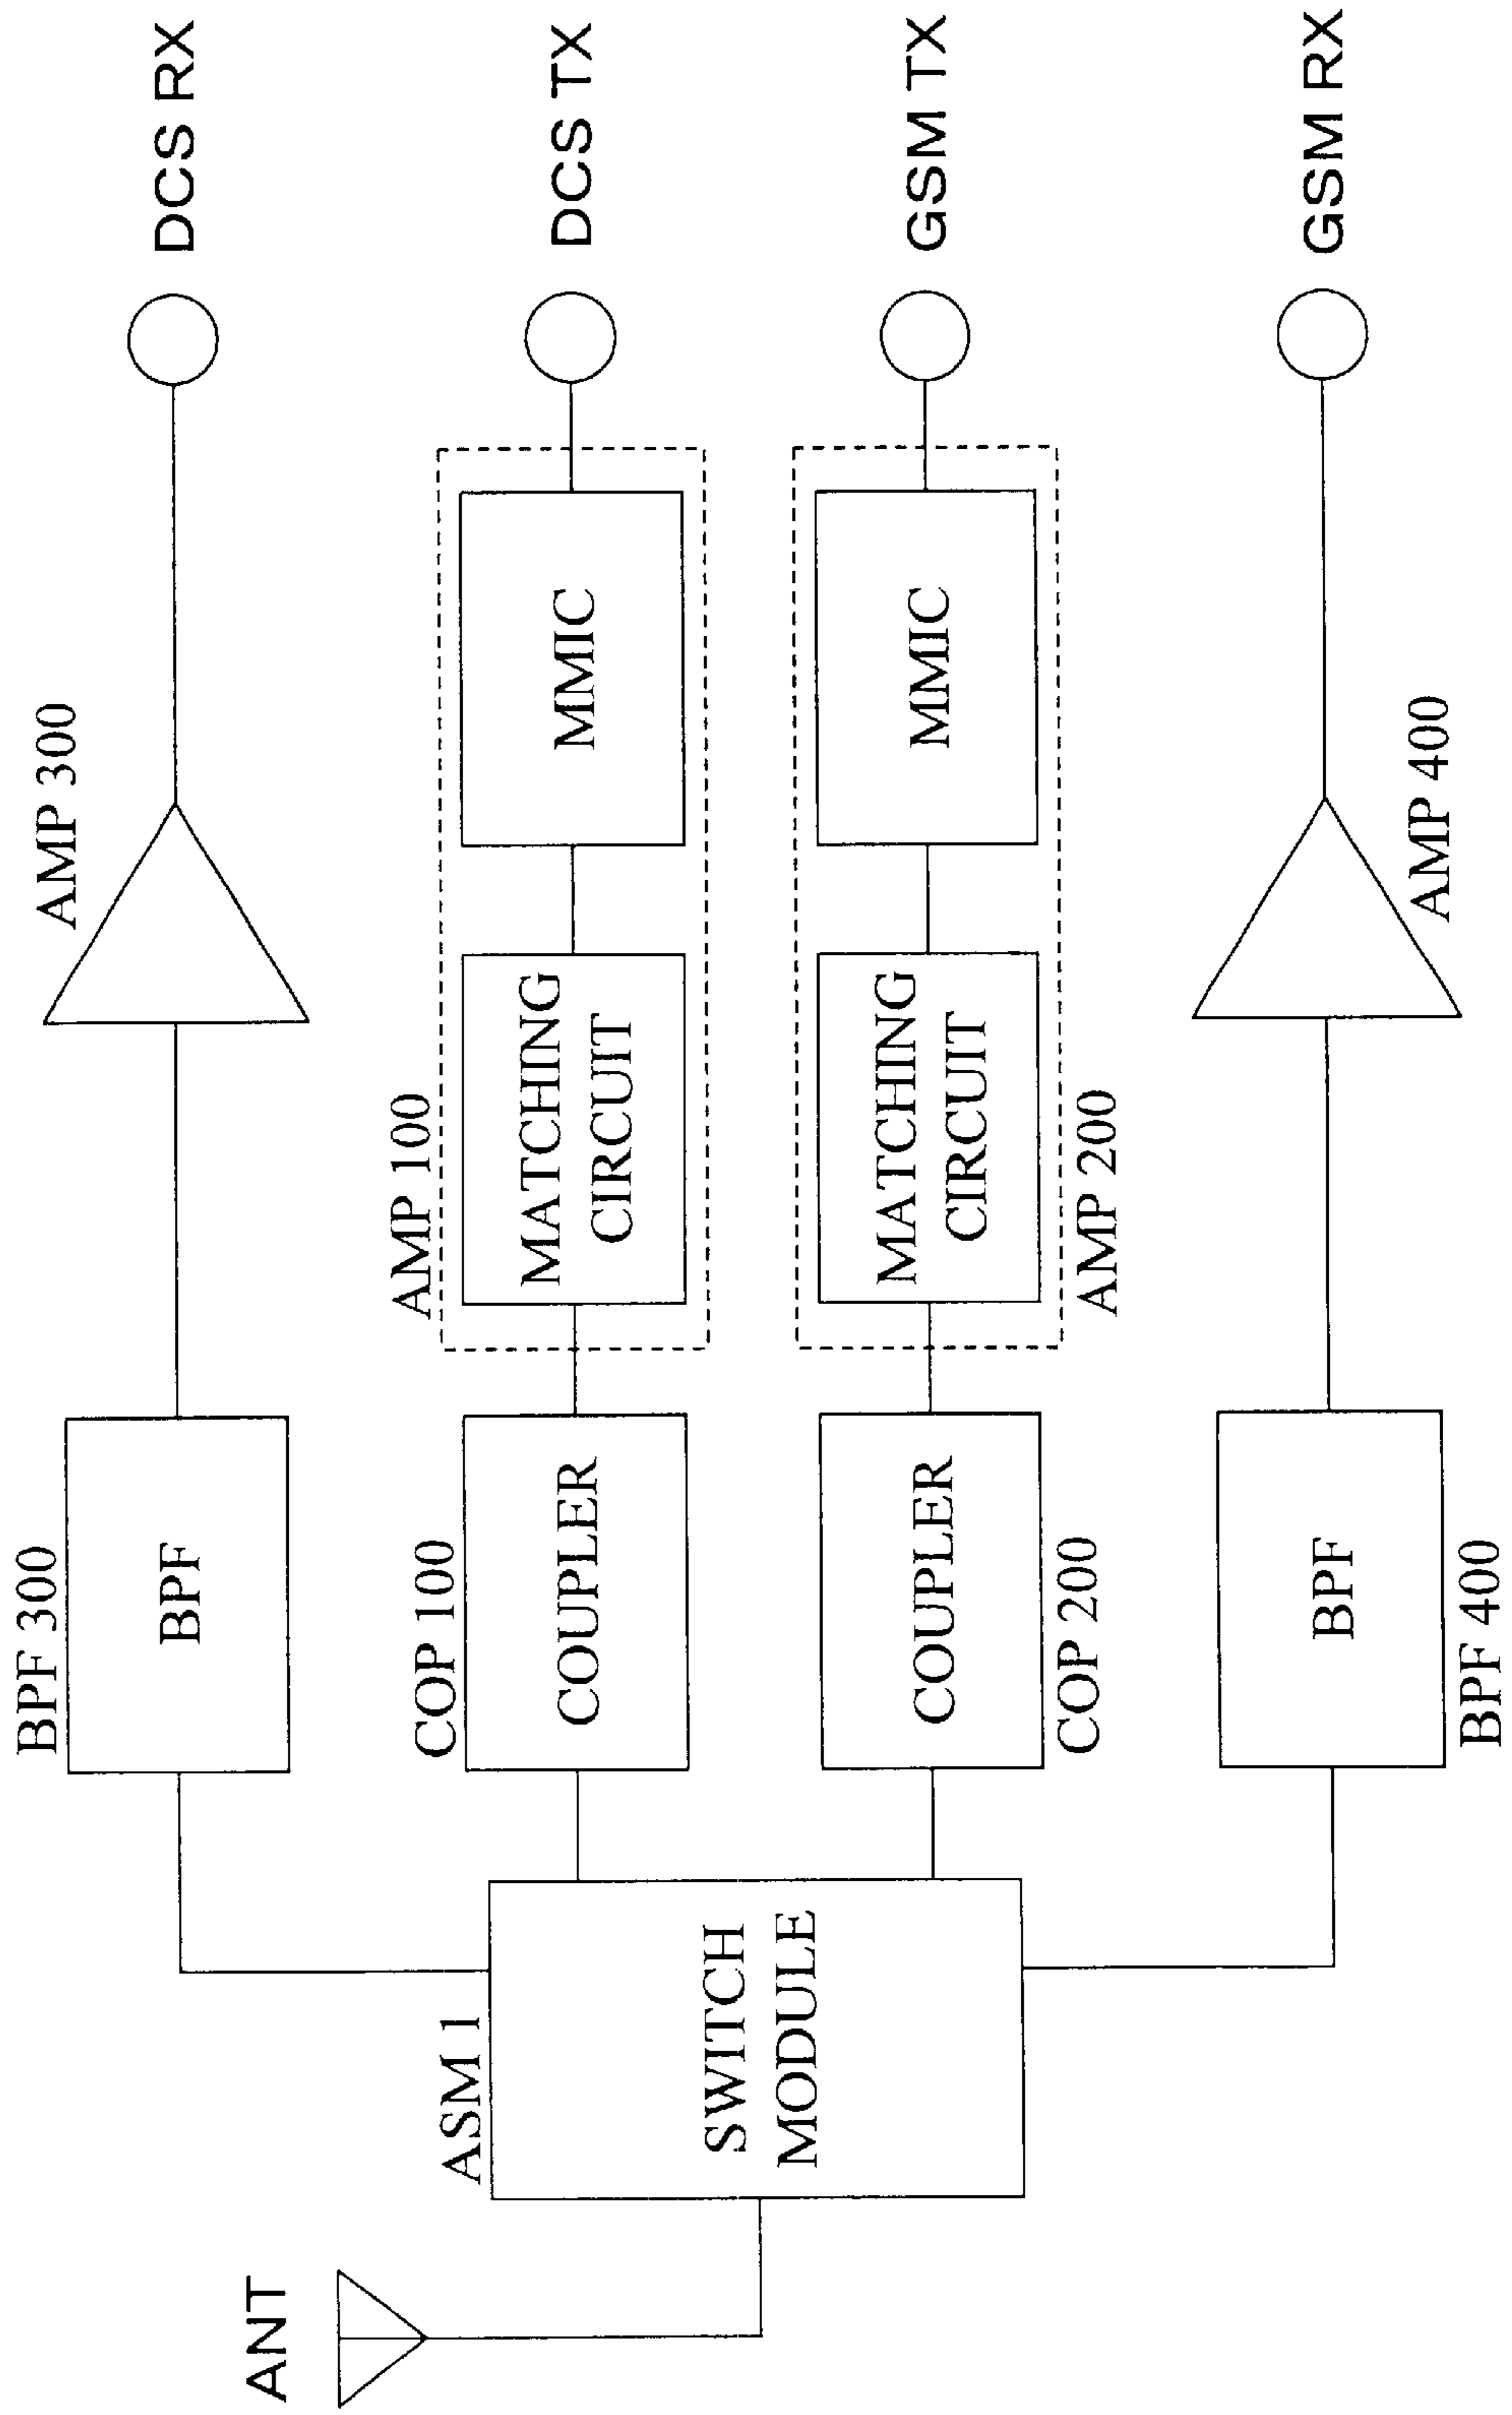 BPF 300
BPF
AMP 300
DCS RX
COP 100
COUPLER
AMP 100
MATCHING
CIRCUIT
MMIC
DCS TX
ANT
ASM 1
SWITCH
MODULE
COUPLER
COP 200
MATCHING
CIRCUIT
AMP 200
MMIC
GSM TX
BPF
BPF 400
AMP 400
GSM RX